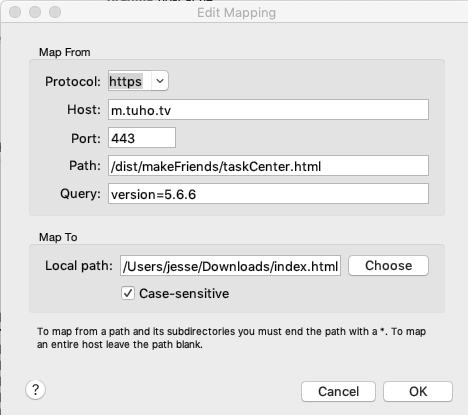 Edit Mapping
Map From
Protocol: https
Host: m.tuho.tv
Port: 443
Path: /dist/makeFriends/taskCenter.html
Query: version=5.6.6
Map To
Local path: /Users/jesse/Downloads/index.html Choose
Case-sensitive
To map from a path and its subdirectories you must end the path with a *. To map
an entire host leave the path blank.
? Cancel OK